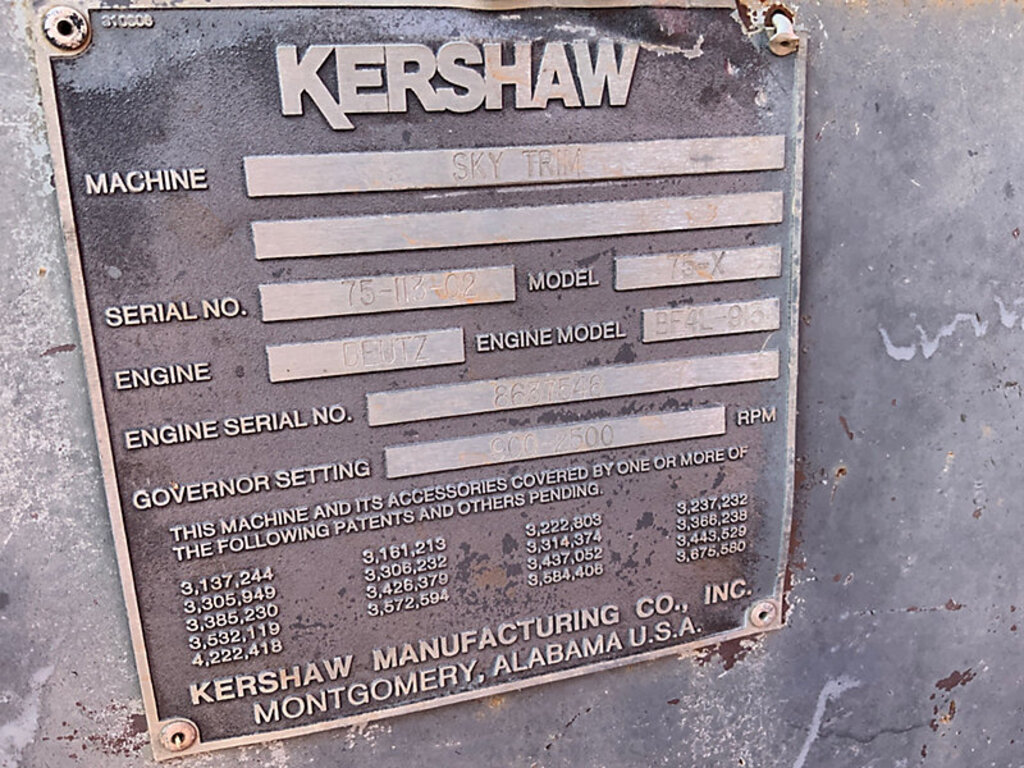 310606
KERSHAW
MACHINE SKY TRIM
SERIAL NO. 75-113-02 MODEL 75-X
ENGINE DEUTZ ENGINE MODEL
ENGINE SERIAL NO. 8637546
GOVERNOR SETTING 900-2500 RPM
THIS MACHINE AND ITS ACCESSORIES COVERED BY ONE OR MORE OF
THE FOLLOWING PATENTS AND OTHERS PENDING.
3,137,244 3,161,213 3,222,803 3,237,232
3,305,949 3,306,232 3,314,374 3,366,238
3,385,230 3,426,379 3,437,052 3,443,529
3,532,119 3,572,594 3,584,406 3,675,580
4,222,418
KERSHAW MANUFACTURING CO., INC.
MONTGOMERY, ALABAMA U.S.A.